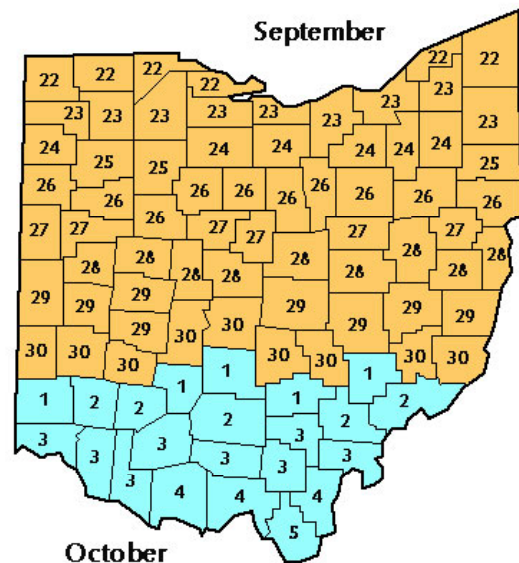 September
22 22 22 22 22
22
23 23 23 23 23 23 23 23
23
24 24 24 24 24 24
24
25 25 25
26 26 26 26 26 26 26
26
26
27 27 27 27 27 27
28 28 28 28 28 28 28 28
28
29 29 29 29 29 29
29
30 30 30 30 30 30 30 30
1 1 1 1 1
2 2 2 2 2
3 3 3 3 3 3 3 3
4 4 4
5
October